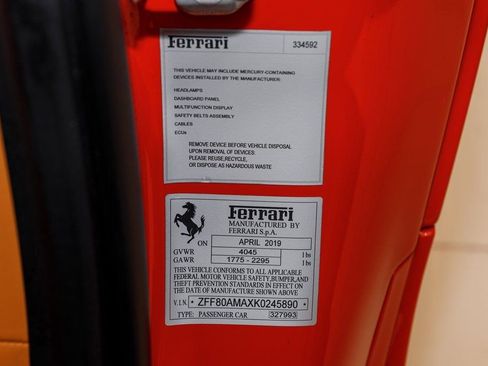 Ferrari 334592
THIS VEHICLE MAY INCLUDE MERCURY-CONTAINING
DEVICES INSTALLED BY THE MANUFACTURER:
HEADLAMPS
DASHBOARD PANEL
MULTIFUNCTION DISPLAY
SAFETY BELTS ASSEMBLY
CABLES
ECUs
REMOVE DEVICE BEFORE VEHICLE DISPOSAL
UPON REMOVAL OF DEVICES:
PLEASE REUSE,RECYCLE,
OR DISPOSE AS HAZARDOUS WASTE
Ferrari
MANUFACTURED BY
FERRARI S.p.A.
ON APRIL 2019
GVWR 4045 lbs
GAWR 1775 - 2295 lbs
THIS VEHICLE CONFORMS TO ALL APPLICABLE
FEDERAL MOTOR VEHICLE SAFETY,BUMPER,AND
THEFT PREVENTION STANDARDS IN EFFECT ON
THE DATE OF MANUFACTURE SHOWN ABOVE
V.I.N. * ZFF80AMAXK0245890 *
TYPE: PASSENGER CAR 327993